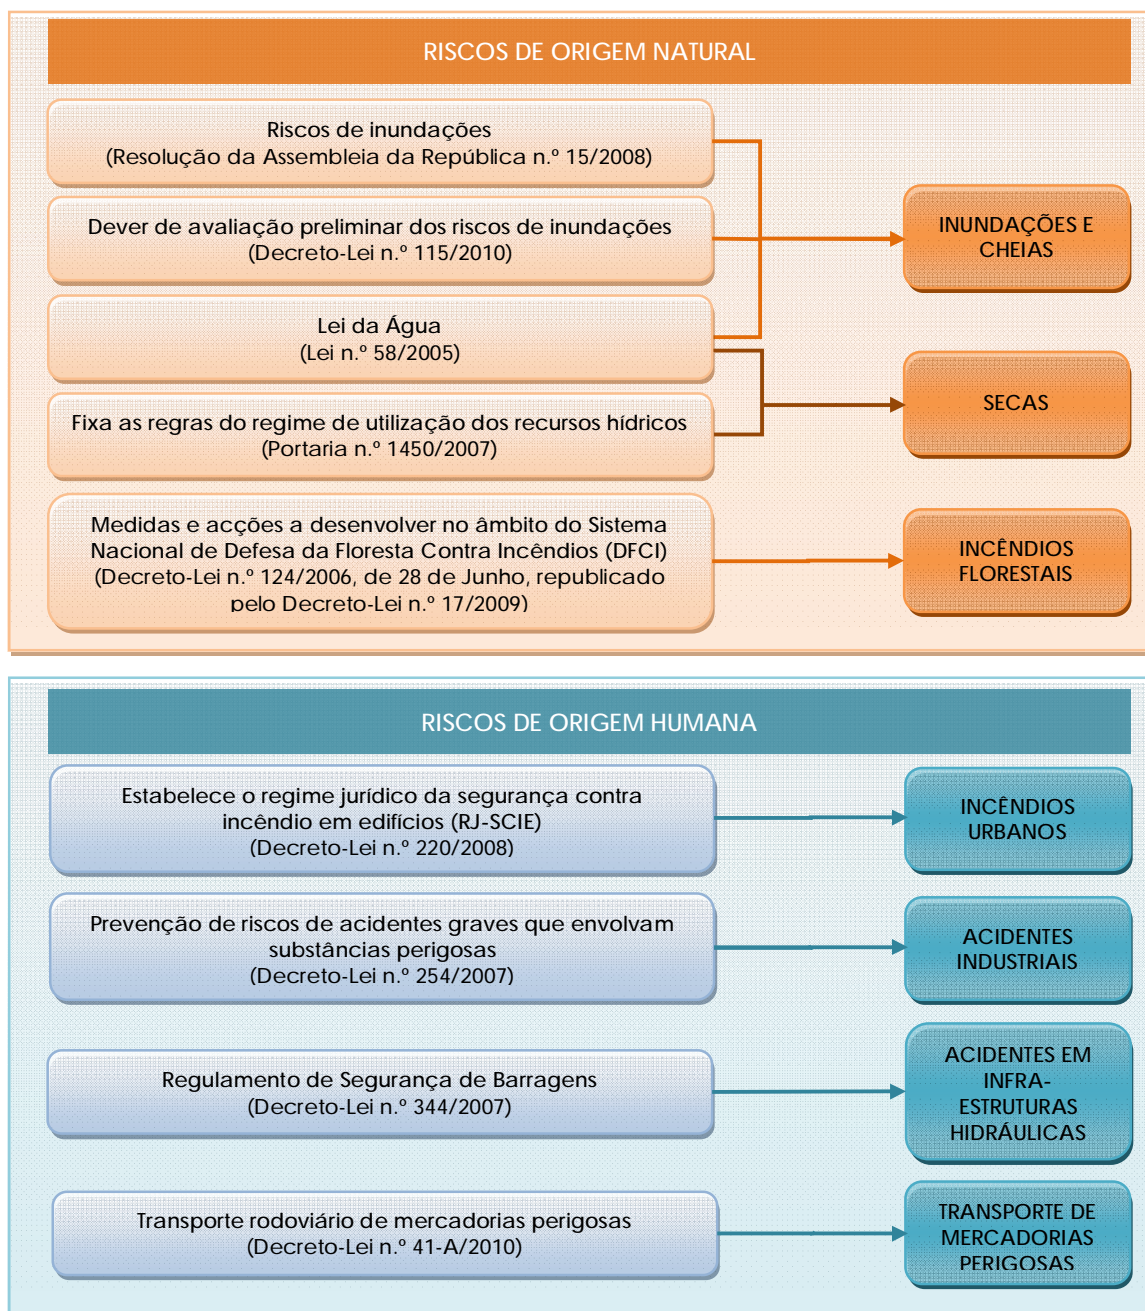 RISCOS DE ORIGEM NATURAL
Riscos de inundações
(Resolução da Assembleia da República n.º 15/2008)
Dever de avaliação preliminar dos riscos de inundações
(Decreto-Lei n.º 115/2010)
Lei da Água
(Lei n.º 58/2005)
Fixa as regras do regime de utilização dos recursos hídricos
(Portaria n.º 1450/2007)
Medidas e acções a desenvolver no âmbito do Sistema
Nacional de Defesa da Floresta Contra Incêndios (DFCI)
(Decreto-Lei n.º 124/2006, de 28 de Junho, republicado
pelo Decreto-Lei n.º 17/2009)
INUNDAÇÕES E
CHEIAS
SECAS
INCÊNDIOS
FLORESTAIS
RISCOS DE ORIGEM HUMANA
Estabelece o regime jurídico da segurança contra
incêndio em edifícios (RJ-SCIE)
(Decreto-Lei n.º 220/2008)
INCÊNDIOS
URBANOS
Prevenção de riscos de acidentes graves que envolvam
substâncias perigosas
(Decreto-Lei n.º 254/2007)
ACIDENTES
INDUSTRIAIS
Regulamento de Segurança de Barragens
(Decreto-Lei n.º 344/2007)
ACIDENTES EM
INFRA-
ESTRUTURAS
HIDRÁULICAS
Transporte rodoviário de mercadorias perigosas
(Decreto-Lei n.º 41-A/2010)
TRANSPORTE DE
MERCADORIAS
PERIGOSAS